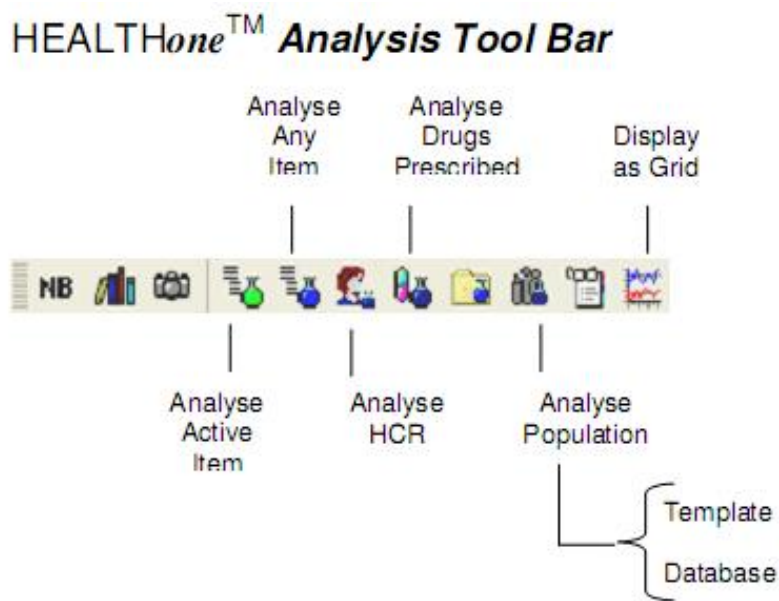 HEALTHone™ Analysis Tool Bar
Analyse
Any
Item
Analyse
Drugs
Prescribed
Display
as Grid
NB
Analyse
Active
Item
Analyse
HCR
Analyse
Population
Template
Database